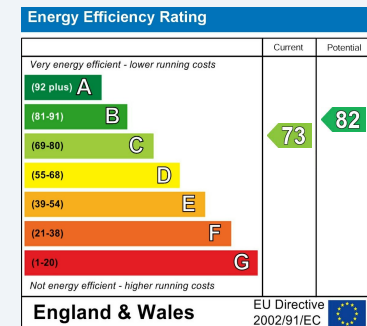 Energy Efficiency Rating
Current Potential
Very energy efficient - lower running costs
(92 plus) A
(81-91) B
82
(69-80) C
73
(55-68) D
(39-54) E
(21-38) F
(1-20) G
Not energy efficient - higher running costs
England & Wales
EU Directive
2002/91/EC